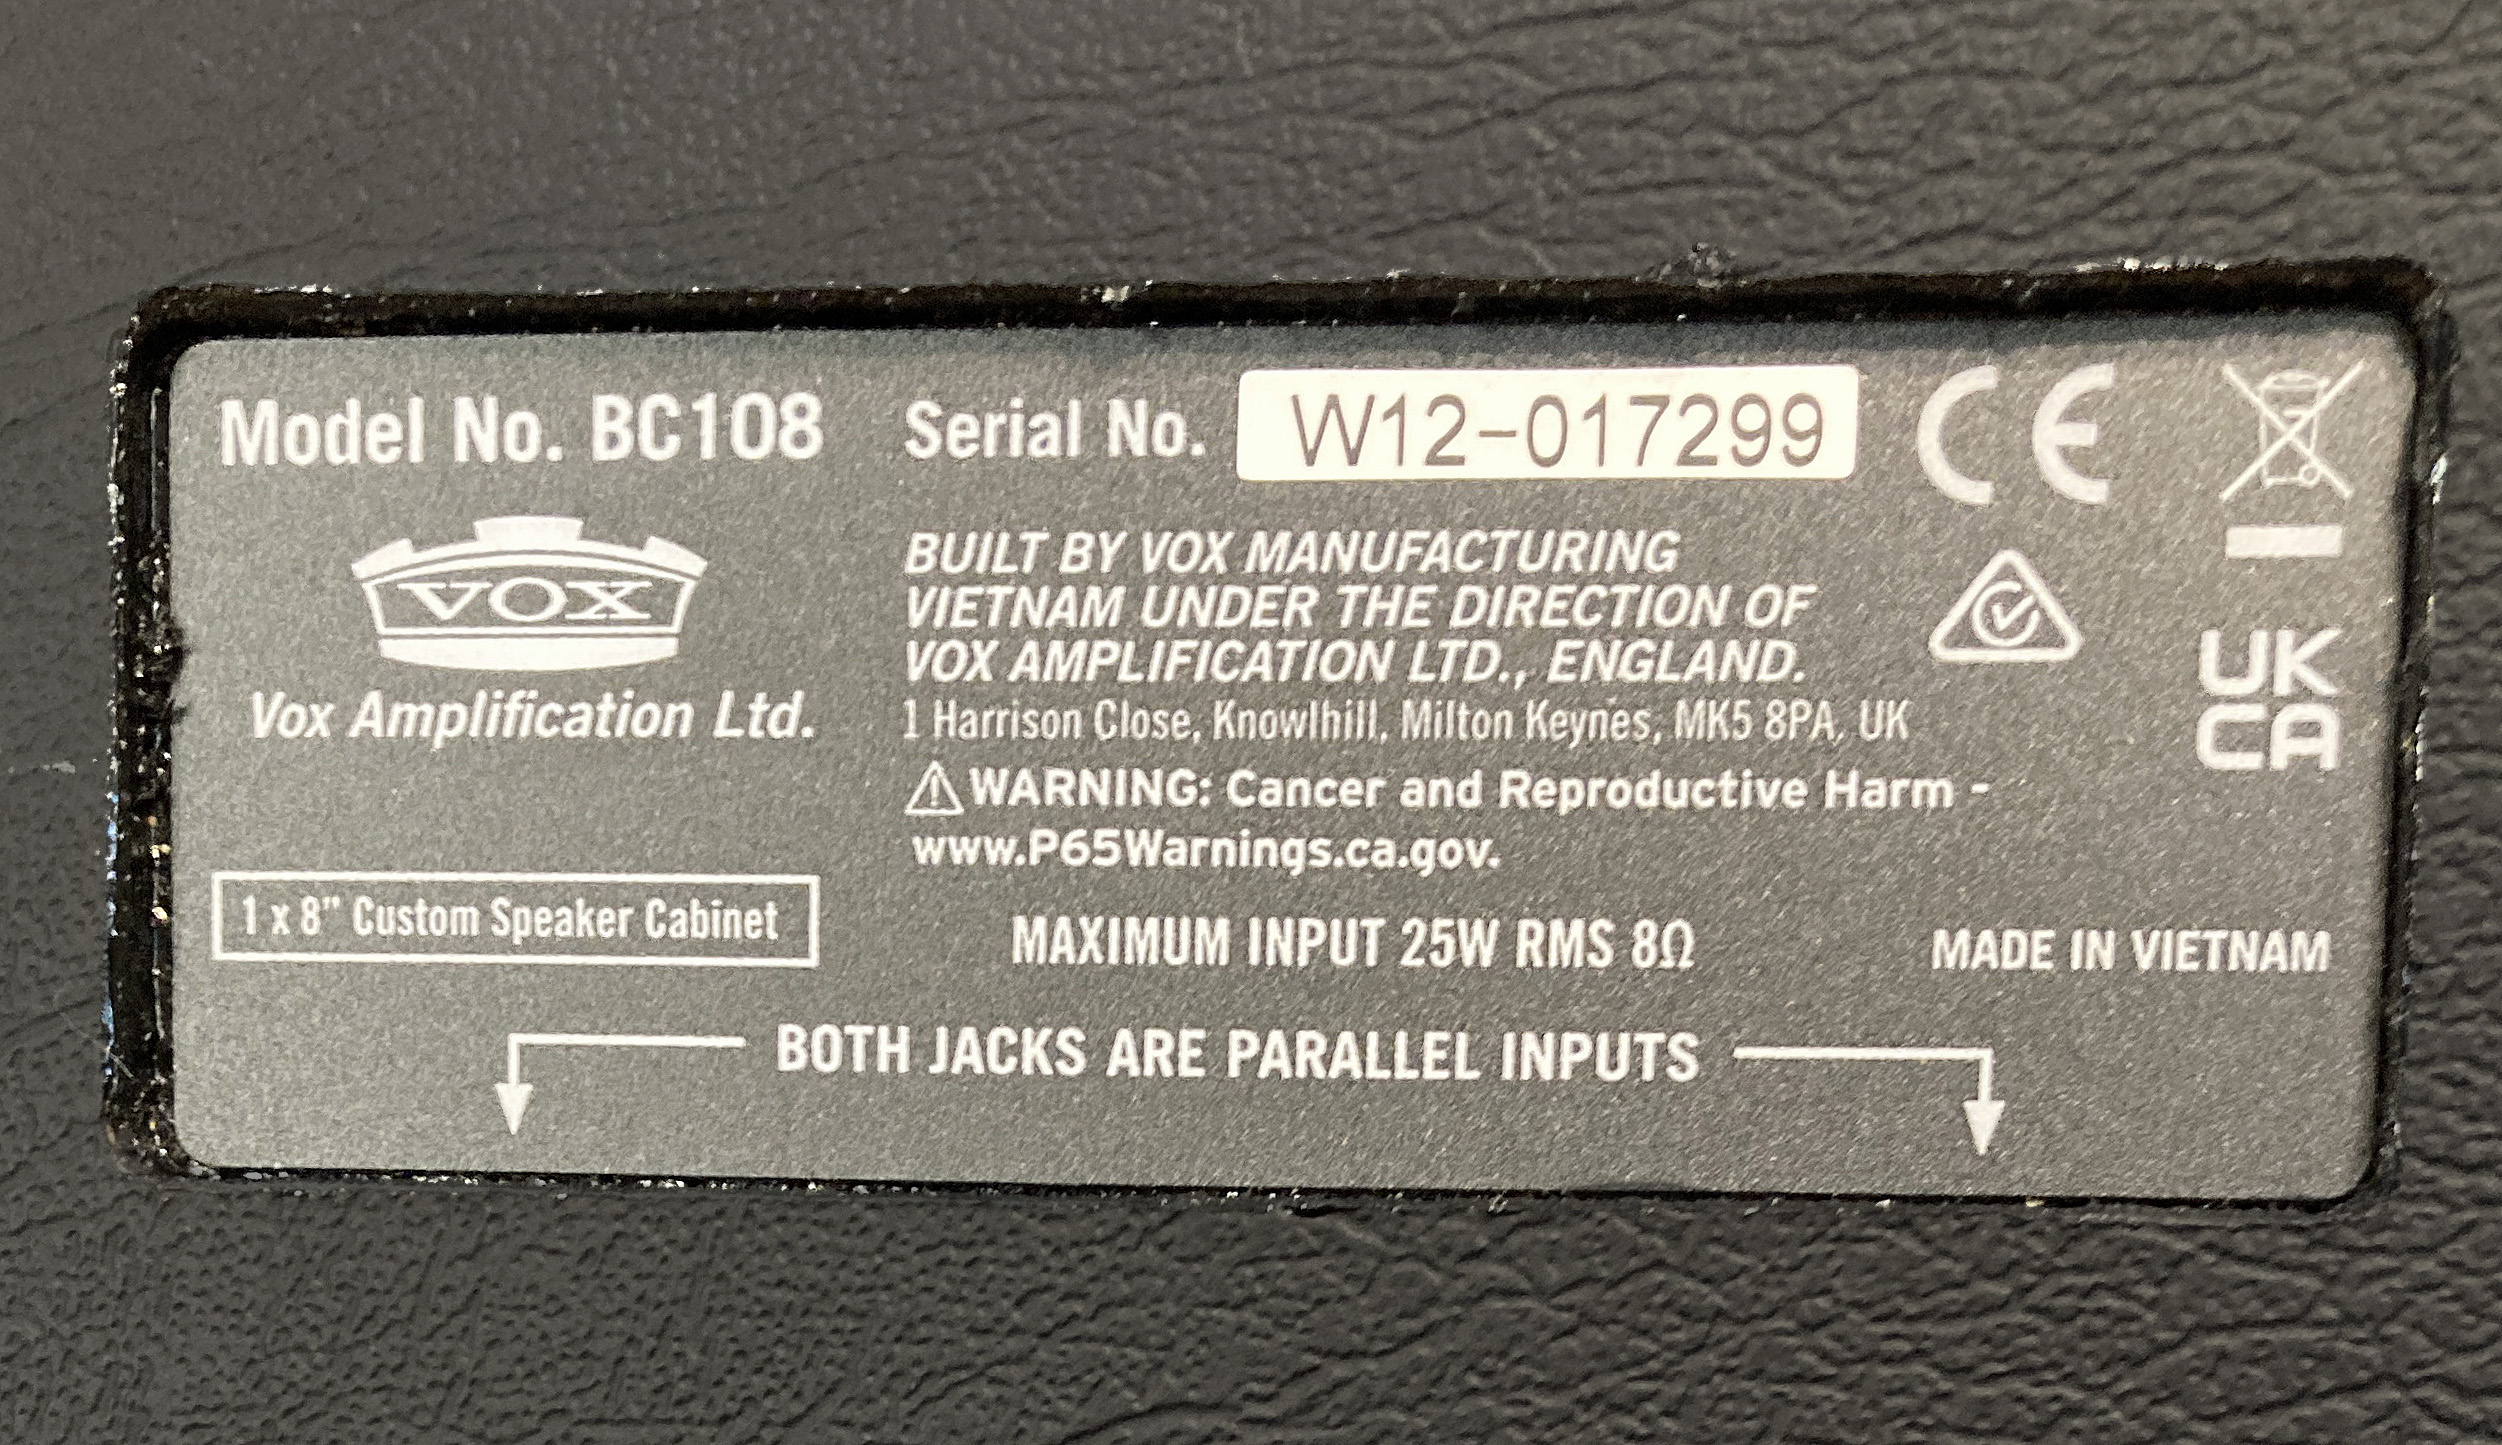 Model No. BC108
Serial No. W12-017299
CE
VOX
Vox Amplification Ltd.
BUILT BY VOX MANUFACTURING
VIETNAM UNDER THE DIRECTION OF
VOX AMPLIFICATION LTD., ENGLAND.
1 Harrison Close, Knowlhill, Milton Keynes, MK5 8PA, UK
UK
CA
⚠WARNING: Cancer and Reproductive Harm -
www.P65Warnings.ca.gov.
1 x 8” Custom Speaker Cabinet
MAXIMUM INPUT 25W RMS 8Ω
MADE IN VIETNAM
BOTH JACKS ARE PARALLEL INPUTS